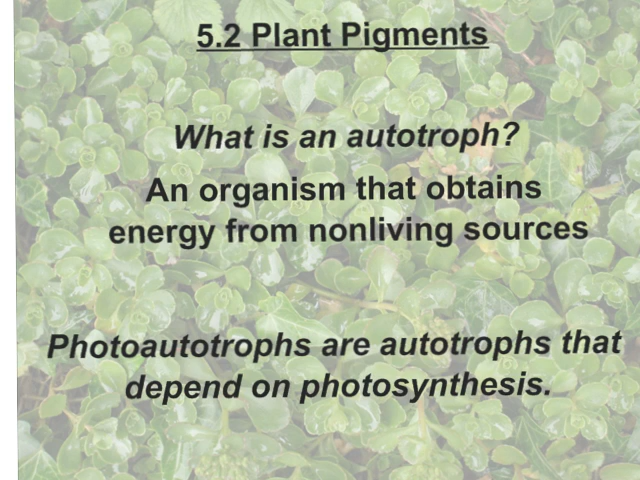 5.2 Plant Pigments
What is an autotroph?
An organism that obtains
energy from nonliving sources
Photoautotrophs are autotrophs that
depend on photosynthesis.